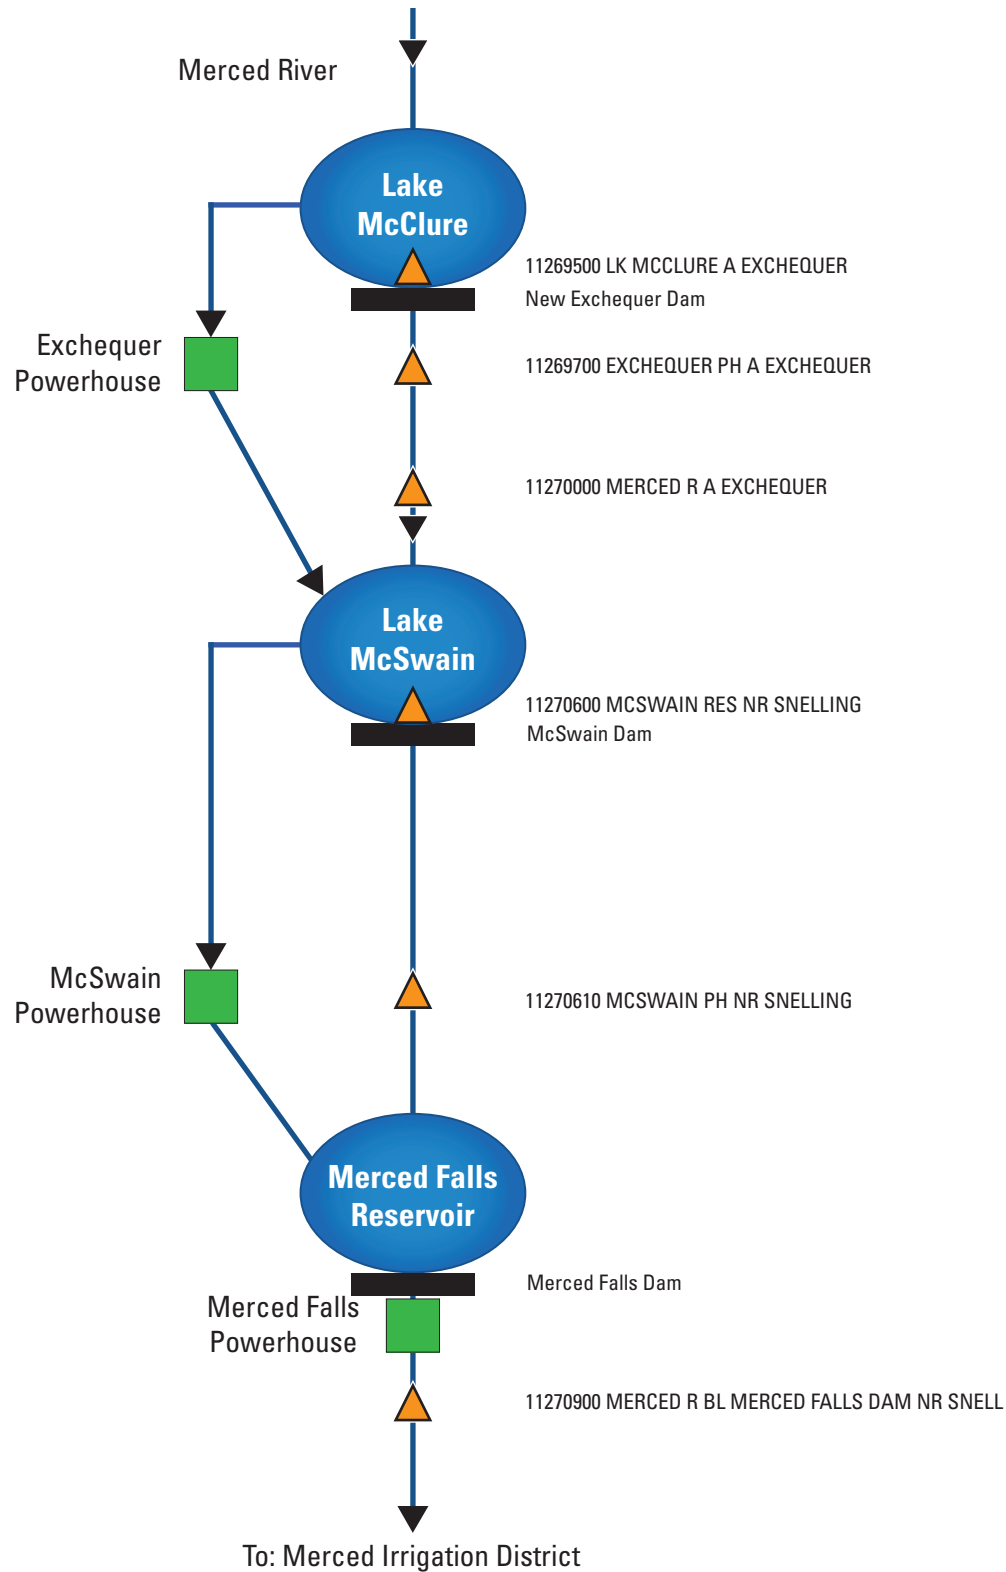 Merced River
Lake
McClure
11269500 LK MCCLURE A EXCHEQUER
New Exchequer Dam
Exchequer
Powerhouse
11269700 EXCHEQUER PH A EXCHEQUER
11270000 MERCED R A EXCHEQUER
Lake
McSwain
11270600 MCSWAIN RES NR SNELLING
McSwain Dam
McSwain
Powerhouse
11270610 MCSWAIN PH NR SNELLING
Merced Falls
Reservoir
Merced Falls Dam
Merced Falls
Powerhouse
11270900 MERCED R BL MERCED FALLS DAM NR SNELL
To: Merced Irrigation District